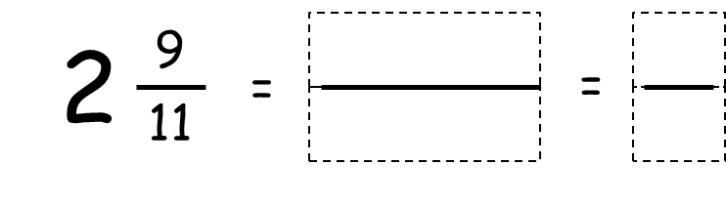 2 9/11 = =